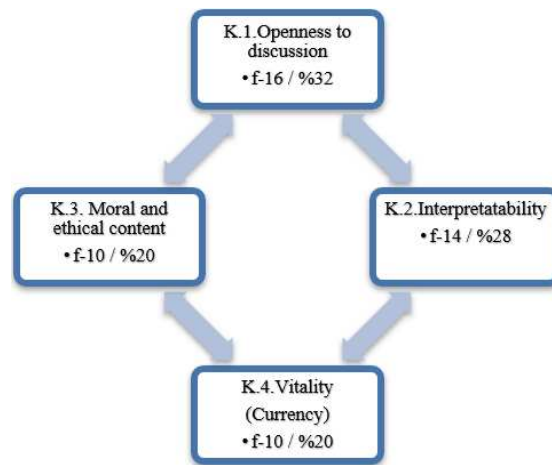 K.1.Openness to
discussion
• f-16 / %32
K.3. Moral and
ethical content
• f-10 / %20
K.2.Interpretatability
• f-14 / %28
K.4.Vitality
(Currency)
• f-10 / %20